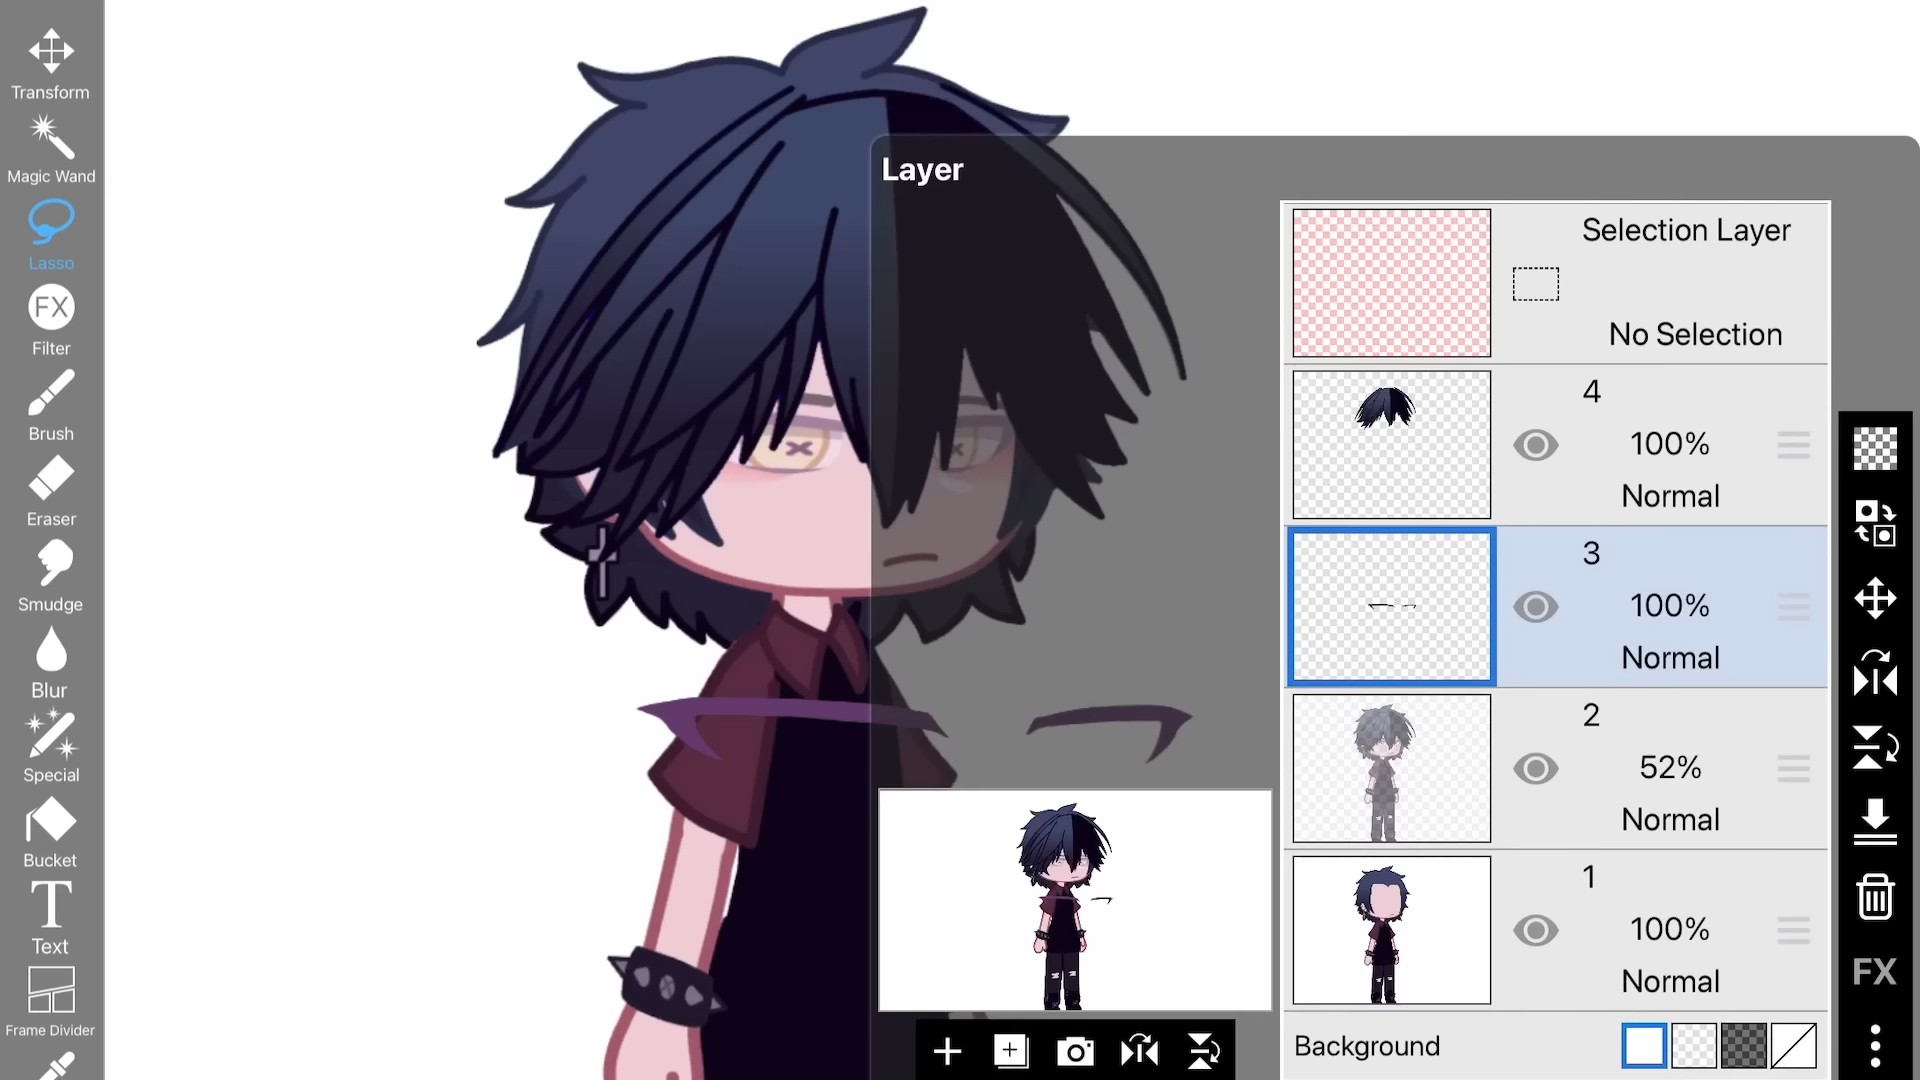 Transform
Magic Wand
Lasso
FX
Filter
Brush
Eraser
Smudge
Blur
Special
Bucket
T
Text
Frame Divider
Layer
Selection Layer
No Selection
4
100%
Normal
3
100%
Normal
2
52%
Normal
1
100%
Normal
Background
FX